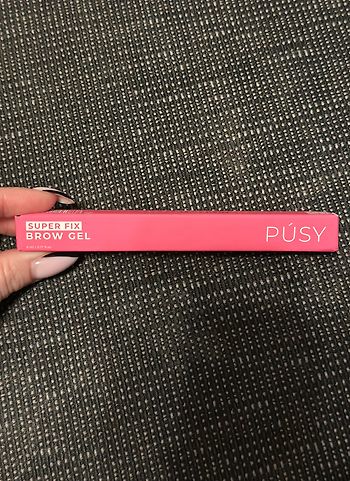 SUPER FIX
BROW GEL
PÚSY